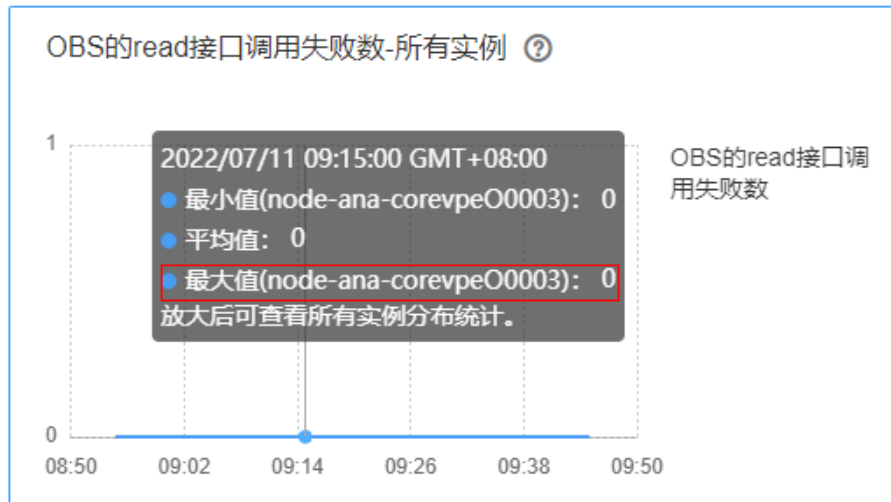 OBS的read接口调用失败数-所有实例 ?
1
2022/07/11 09:15:00 GMT+08:00
最小值(node-ana-corevpeO0003)： 0
平均值： 0
最大值(node-ana-corevpeO0003)： 0
放大后可查看所有实例分布统计。
OBS的read接口调
用失败数
0
08:50 09:02 09:14 09:26 09:38 09:50